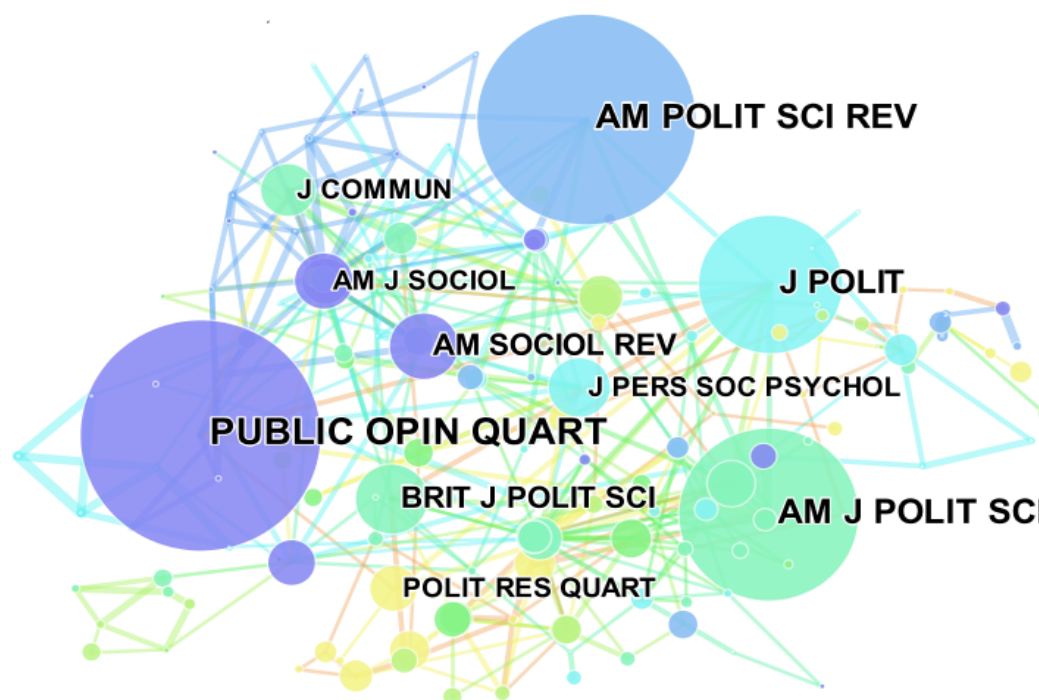 AM POLIT SCI REV
J COMMUN
AM J SOCIOL
J POLIT
AM SOCIOL REV
J PERS SOC PSYCHOL
PUBLIC OPIN QUART
BRIT J POLIT SCI
AM J POLIT SCI
POLIT RES QUART